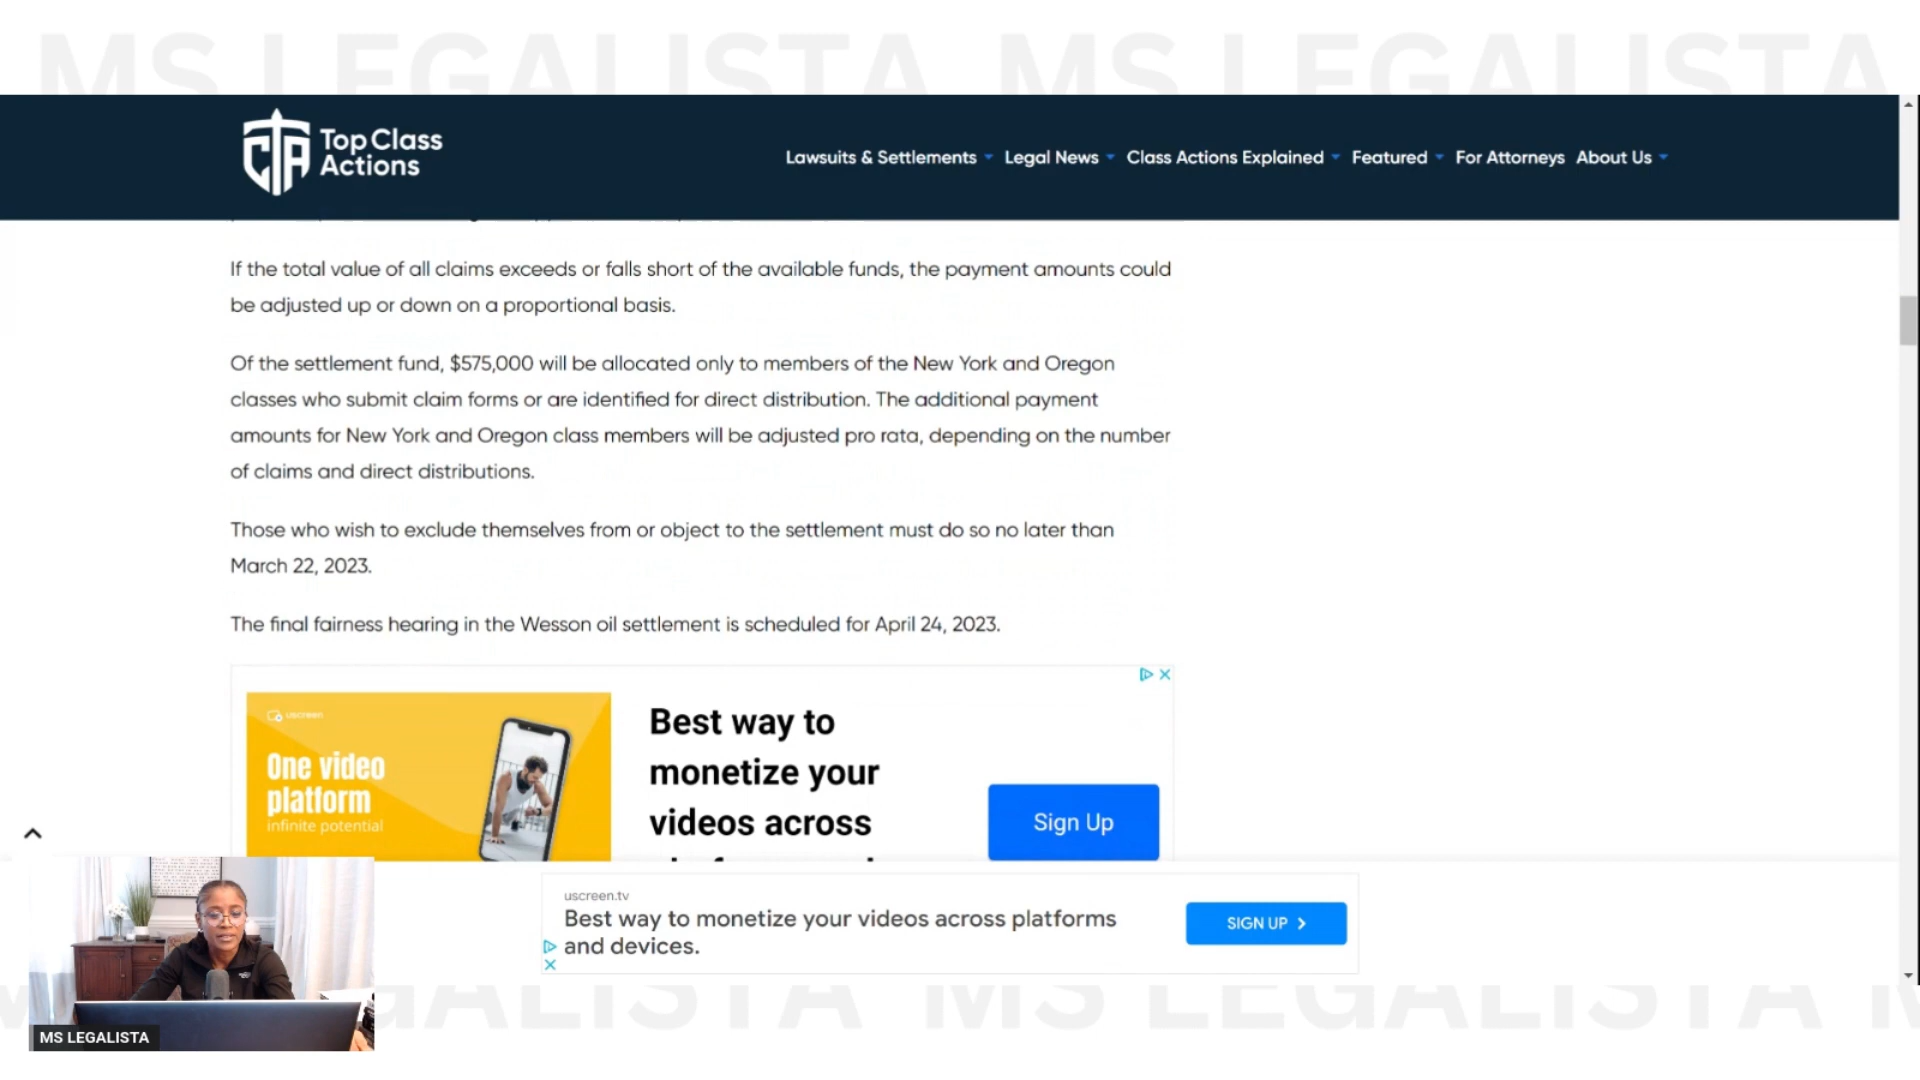 MS LEGALISTA MS LEGALISTA
Top Class
Actions
Lawsuits & Settlements Legal News Class Actions Explained Featured For Attorneys About Us
If the total value of all claims exceeds or falls short of the available funds, the payment amounts could
be adjusted up or down on a proportional basis.
Of the settlement fund, $575,000 will be allocated only to members of the New York and Oregon
classes who submit claim forms or are identified for direct distribution. The additional payment
amounts for New York and Oregon class members will be adjusted pro rata, depending on the number
of claims and direct distributions.
Those who wish to exclude themselves from or object to the settlement must do so no later than
March 22, 2023.
The final fairness hearing in the Wesson oil settlement is scheduled for April 24, 2023.
uscreen
One video
platform
infinite potential
Best way to
monetize your
videos across
Sign Up
uscreen.tv
Best way to monetize your videos across platforms
and devices.
SIGN UP
MS LEGALISTA
MS LEGALISTA